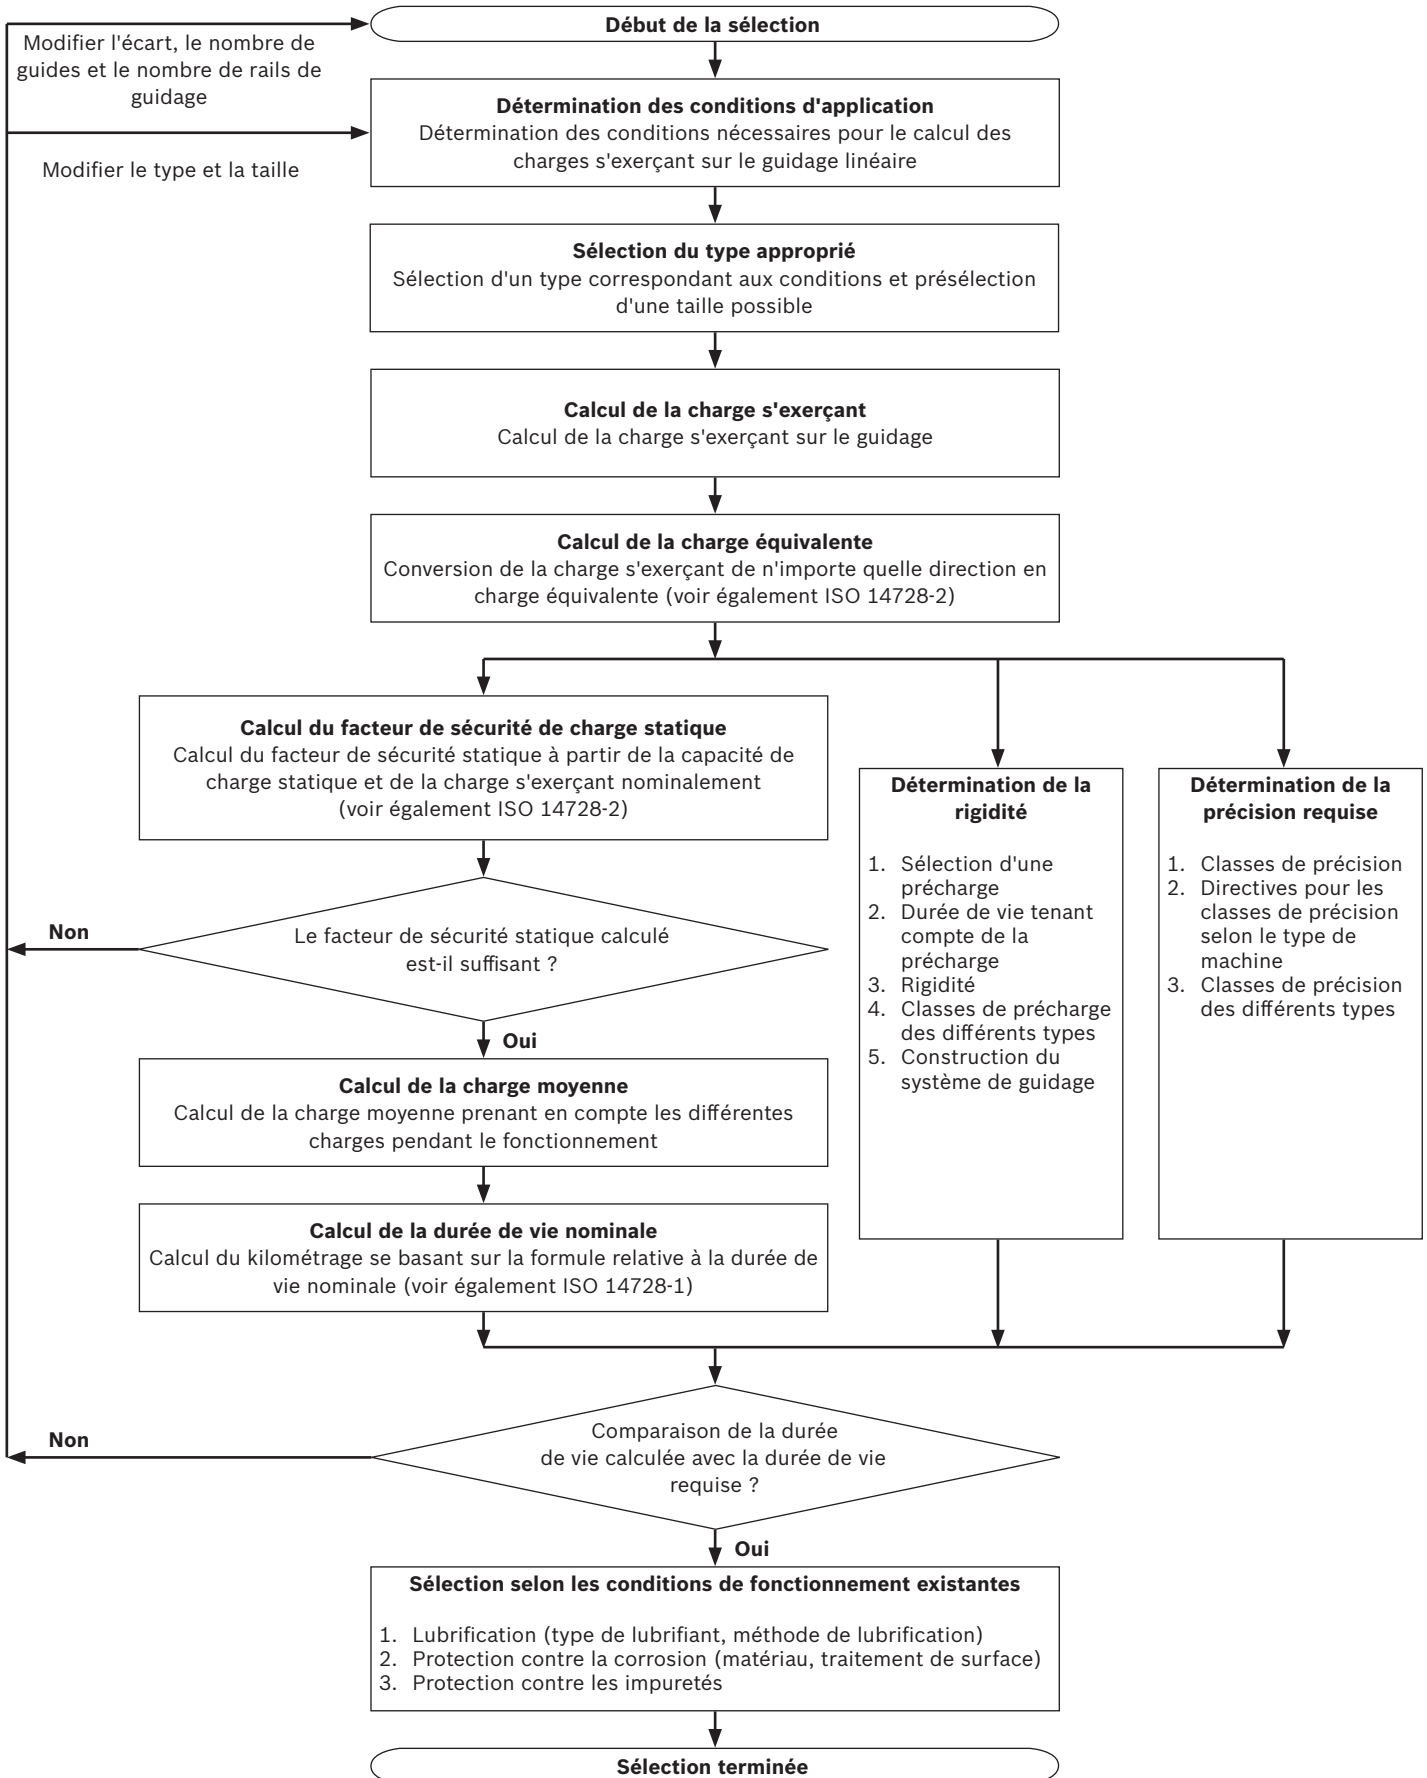 Début de la sélection
Modifier l'écart, le nombre de
guides et le nombre de rails de
guidage
Modifier le type et la taille
Détermination des conditions d'application
Détermination des conditions nécessaires pour le calcul des
charges s'exerçant sur le guidage linéaire
Sélection du type approprié
Sélection d'un type correspondant aux conditions et présélection
d'une taille possible
Calcul de la charge s'exerçant
Calcul de la charge s'exerçant sur le guidage
Calcul de la charge équivalente
Conversion de la charge s'exerçant de n'importe quelle direction en
charge équivalente (voir également ISO 14728-2)
Calcul du facteur de sécurité de charge statique
Calcul du facteur de sécurité statique à partir de la capacité de
charge statique et de la charge s'exerçant nominalement
(voir également ISO 14728-2)
Non
Le facteur de sécurité statique calculé
est-il suffisant ?
Oui
Calcul de la charge moyenne
Calcul de la charge moyenne prenant en compte les différentes
charges pendant le fonctionnement
Calcul de la durée de vie nominale
Calcul du kilométrage se basant sur la formule relative à la durée de
vie nominale (voir également ISO 14728-1)
Détermination de la
rigidité
1. Sélection d'une
précharge
2. Durée de vie tenant
compte de la
précharge
3. Rigidité
4. Classes de précharge
des différents types
5. Construction du
système de guidage
Détermination de la
précision requise
1. Classes de précision
2. Directives pour les
classes de précision
selon le type de
machine
3. Classes de précision
des différents types
Non
Comparaison de la durée
de vie calculée avec la durée de vie
requise ?
Oui
Sélection selon les conditions de fonctionnement existantes
1. Lubrification (type de lubrifiant, méthode de lubrification)
2. Protection contre la corrosion (matériau, traitement de surface)
3. Protection contre les impuretés
Sélection terminée